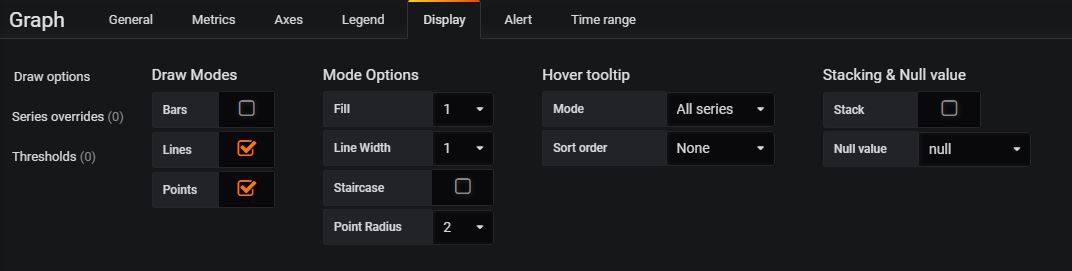 Graph General Metrics Axes Legend Display Alert Time range
Draw options
Series overrides (0)
Thresholds (0)
Draw Modes
Bars
Lines
Points
Mode Options
Fill 1
Line Width 1
Staircase
Point Radius 2
Hover tooltip
Mode All series
Sort order None
Stacking & Null value
Stack
Null value null